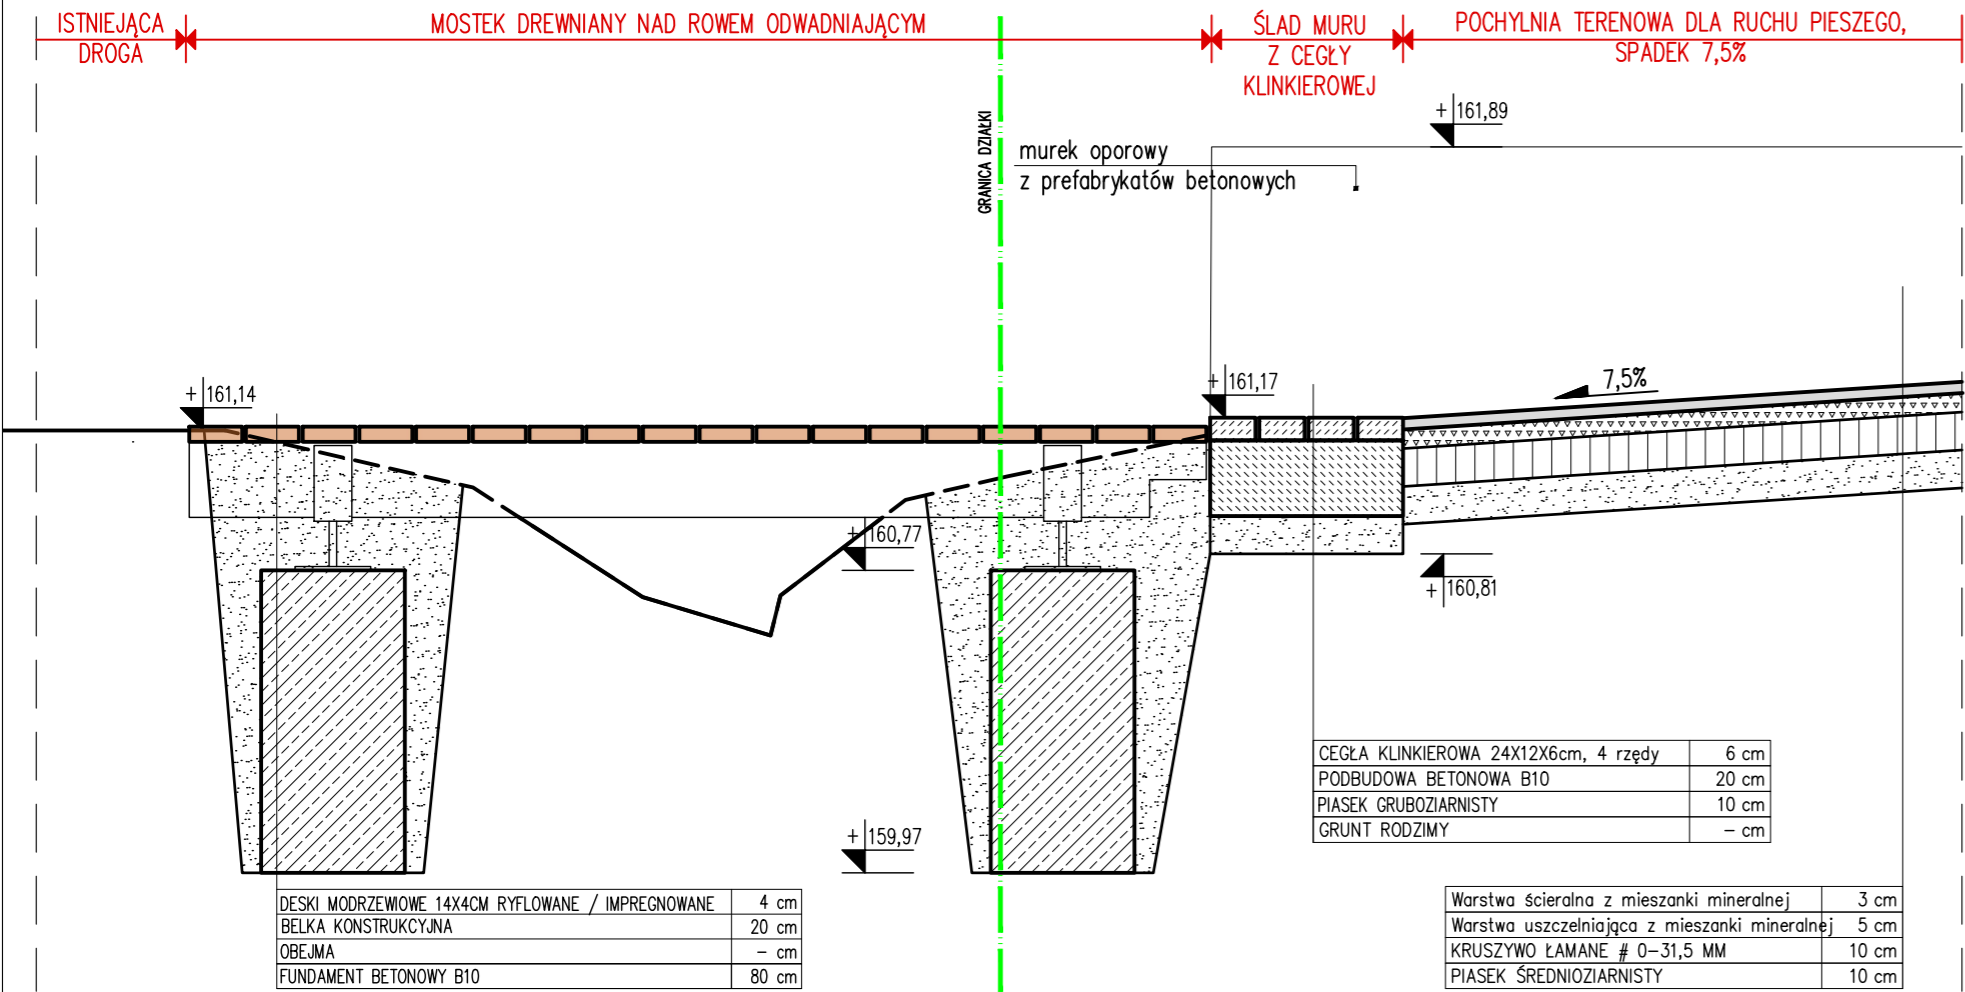 ISTNIEJĄCA
DROGA
MOSTEK DREWNIANY NAD ROWEM ODWADNIAJĄCYM
ŚLAD MURU
Z CEGŁY
KLINKIEROWEJ
POCHYLNIA TERENOWA DLA RUCHU PIESZEGO,
SPADEK 7,5%
+ 161,89
GRANICA DZIAŁKI
murek oporowy
z prefabrykatów betonowych
+ 161,14
+ 161,17
7,5%
+ 160,77
+ 160,81
+ 159,97
CEGŁA KLINKIEROWA 24X12X6cm, 4 rzędy 6 cm
PODBUDOWA BETONOWA B10 20 cm
PIASEK GRUBOZIARNISTY 10 cm
GRUNT RODZIMY – cm
DESKI MODRZEWIOWE 14X4CM RYFLOWANE / IMPREGNOWANE 4 cm
BELKA KONSTRUKCYJNA 20 cm
OBEJMA – cm
FUNDAMENT BETONOWY B10 80 cm
Warstwa ścieralna z mieszanki mineralnej 3 cm
Warstwa uszczelniająca z mieszanki mineralnej 5 cm
KRUSZYWO ŁAMANE # 0–31,5 MM 10 cm
PIASEK ŚREDNIOZIARNISTY 10 cm